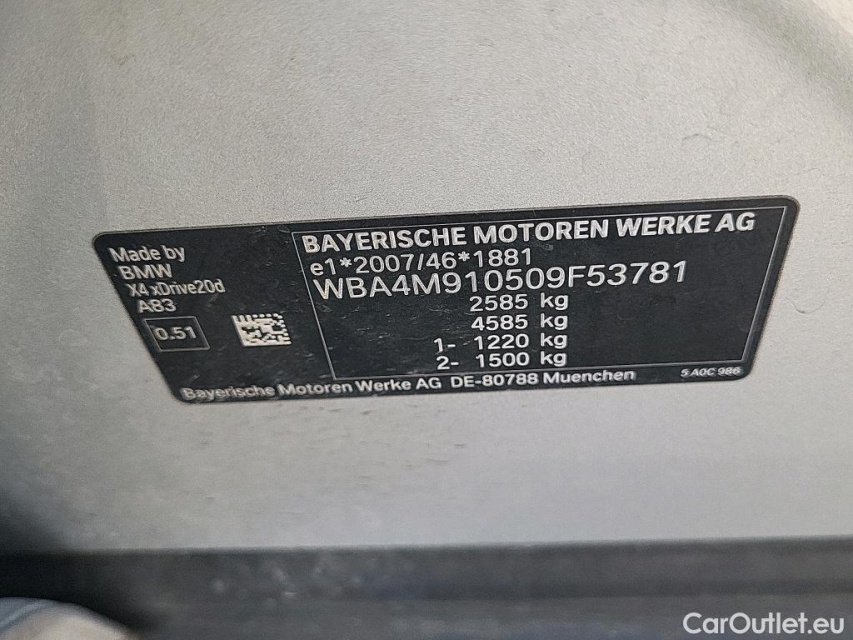 Made by
BMW
X4 xDrive20d
A83
0.51
BAYERISCHE MOTOREN WERKE AG
e1*2007/46*1881
WBA4M910509F53781
2585 kg
4585 kg
1- 1220 kg
2- 1500 kg
Bayerische Motoren Werke AG DE-80788 Muenchen
5 A0C 986
CarOutlet.eu